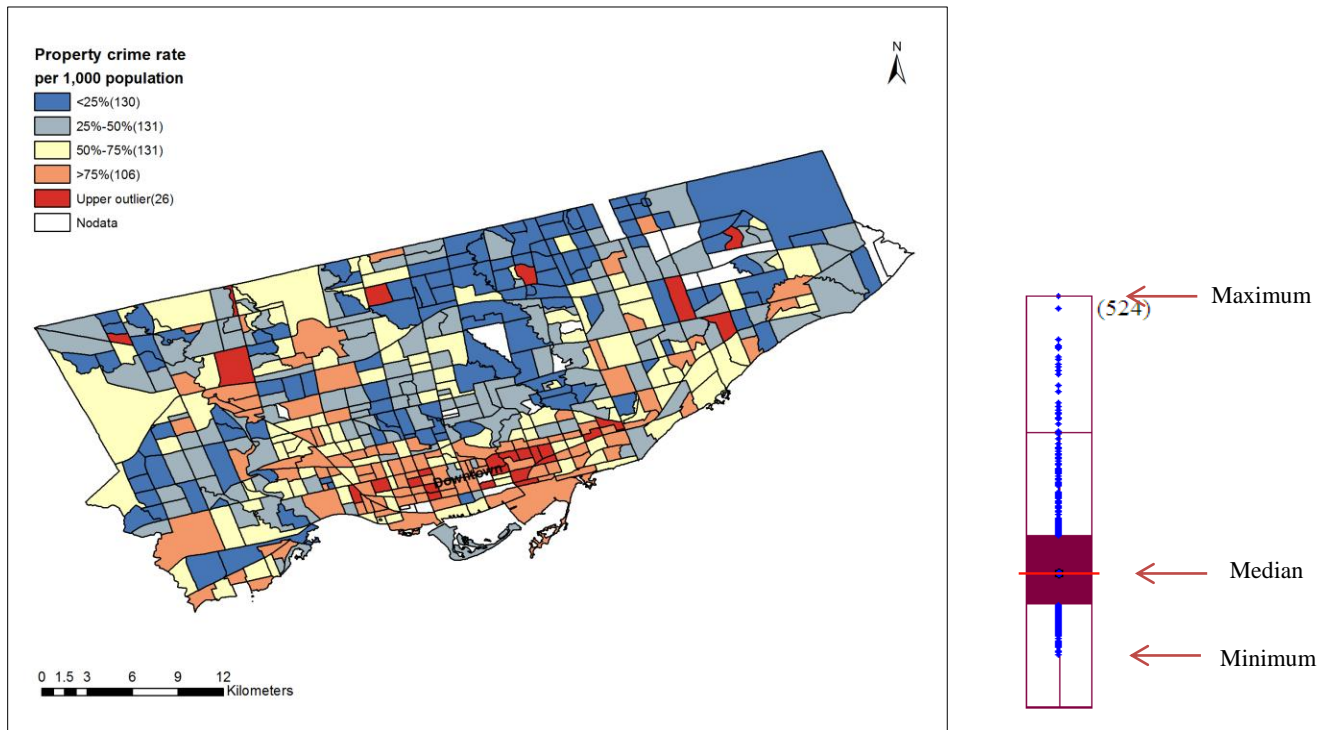 Property crime rate
per 1,000 population
<25%(130)
25%-50%(131)
50%-75%(131)
>75%(106)
Upper outlier(26)
Nodata
N
Downtown
0 1.5 3 6 9 12
Kilometers
(524)
Maximum
Median
Minimum